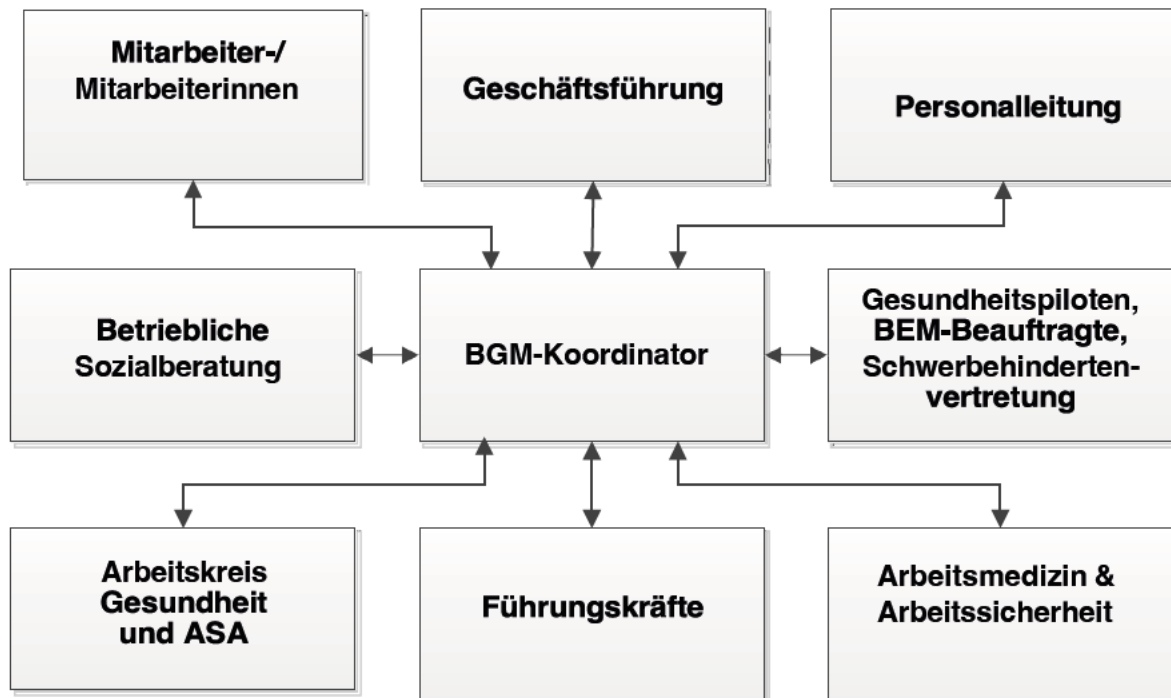 Mitarbeiter-/
Mitarbeiterinnen
Geschäftsführung
Personalleitung
Betriebliche
Sozialberatung
BGM-Koordinator
Gesundheitspiloten,
BEM-Beauftragte,
Schwerbehinderten-
vertretung
Arbeitskreis
Gesundheit
und ASA
Führungskräfte
Arbeitsmedizin &
Arbeitssicherheit